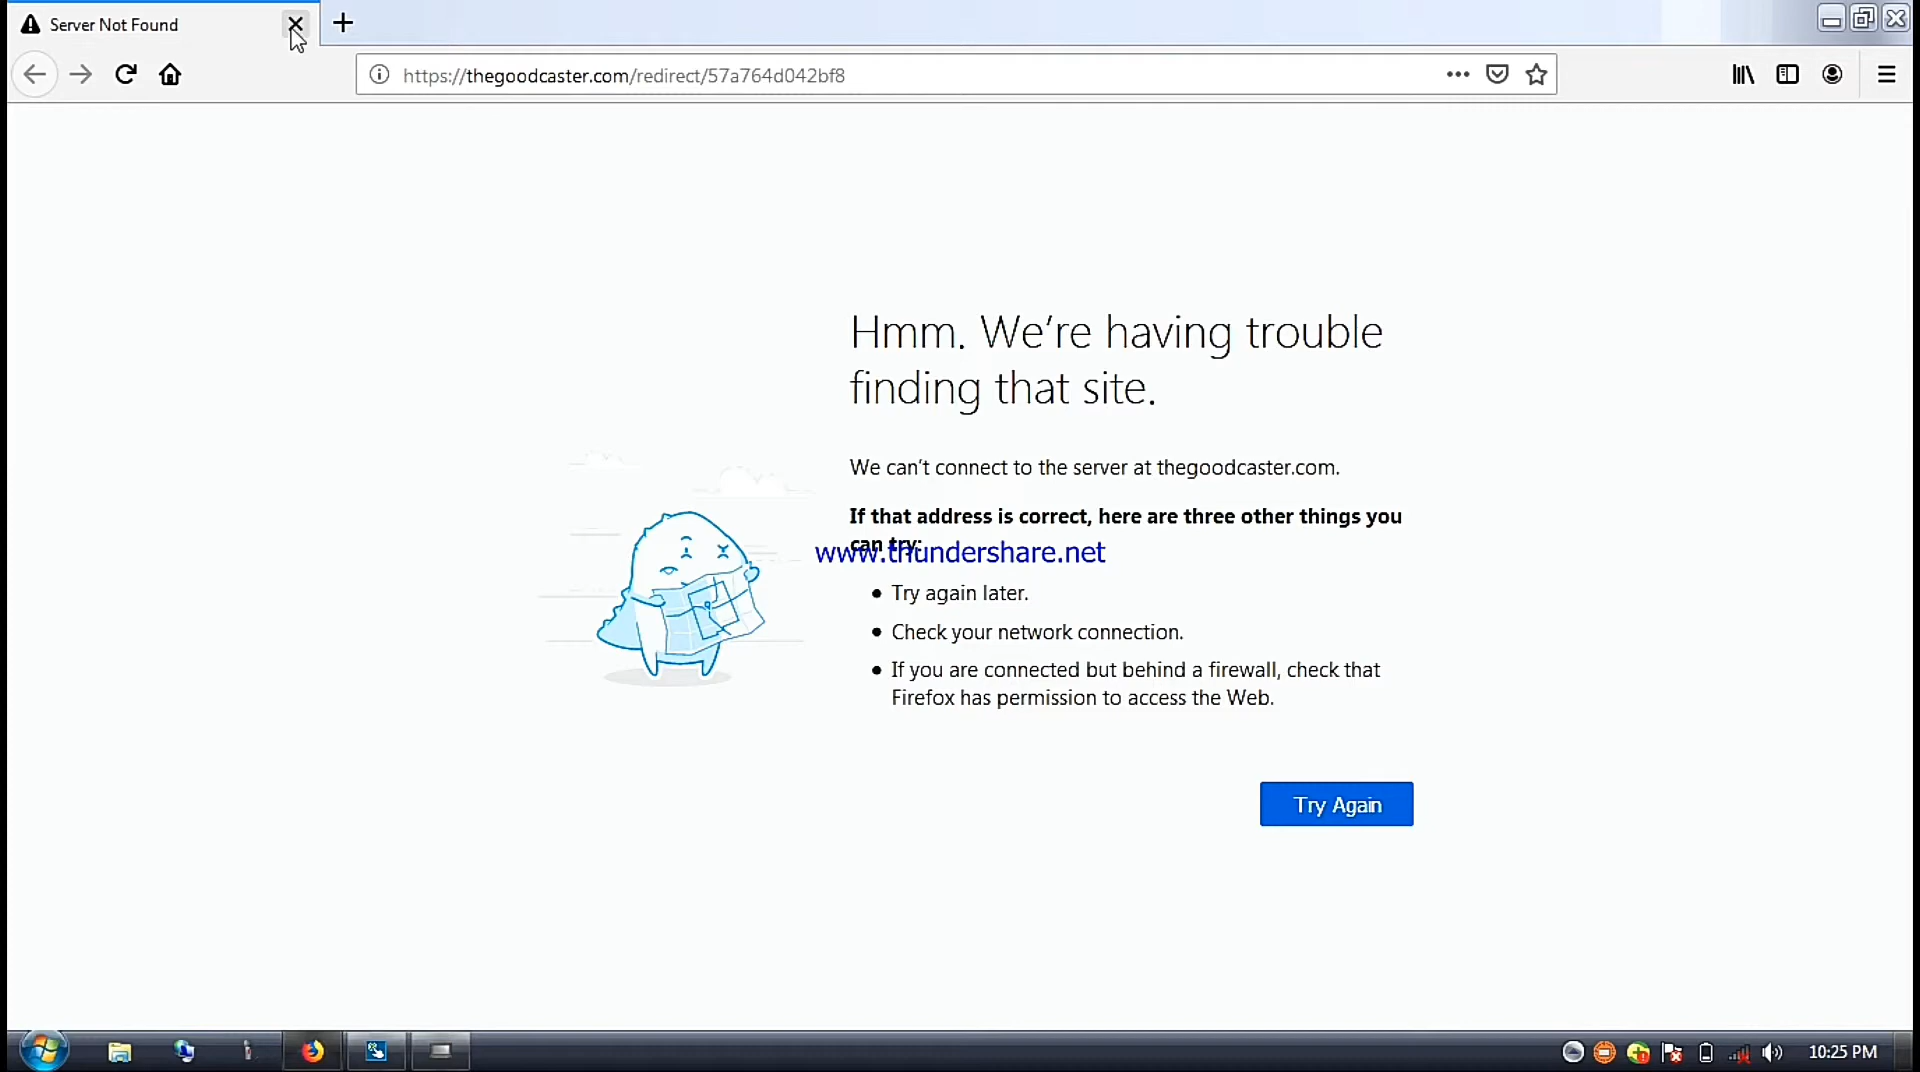 Server Not Found
https://thegoodcaster.com/redirect/57a764d042bf8
Hmm. We're having trouble
finding that site.
We can't connect to the server at thegoodcaster.com.
If that address is correct, here are three other things you
can try:
www.thundershare.net
Try again later.
Check your network connection.
If you are connected but behind a firewall, check that
Firefox has permission to access the Web.
Try Again
10:25 PM